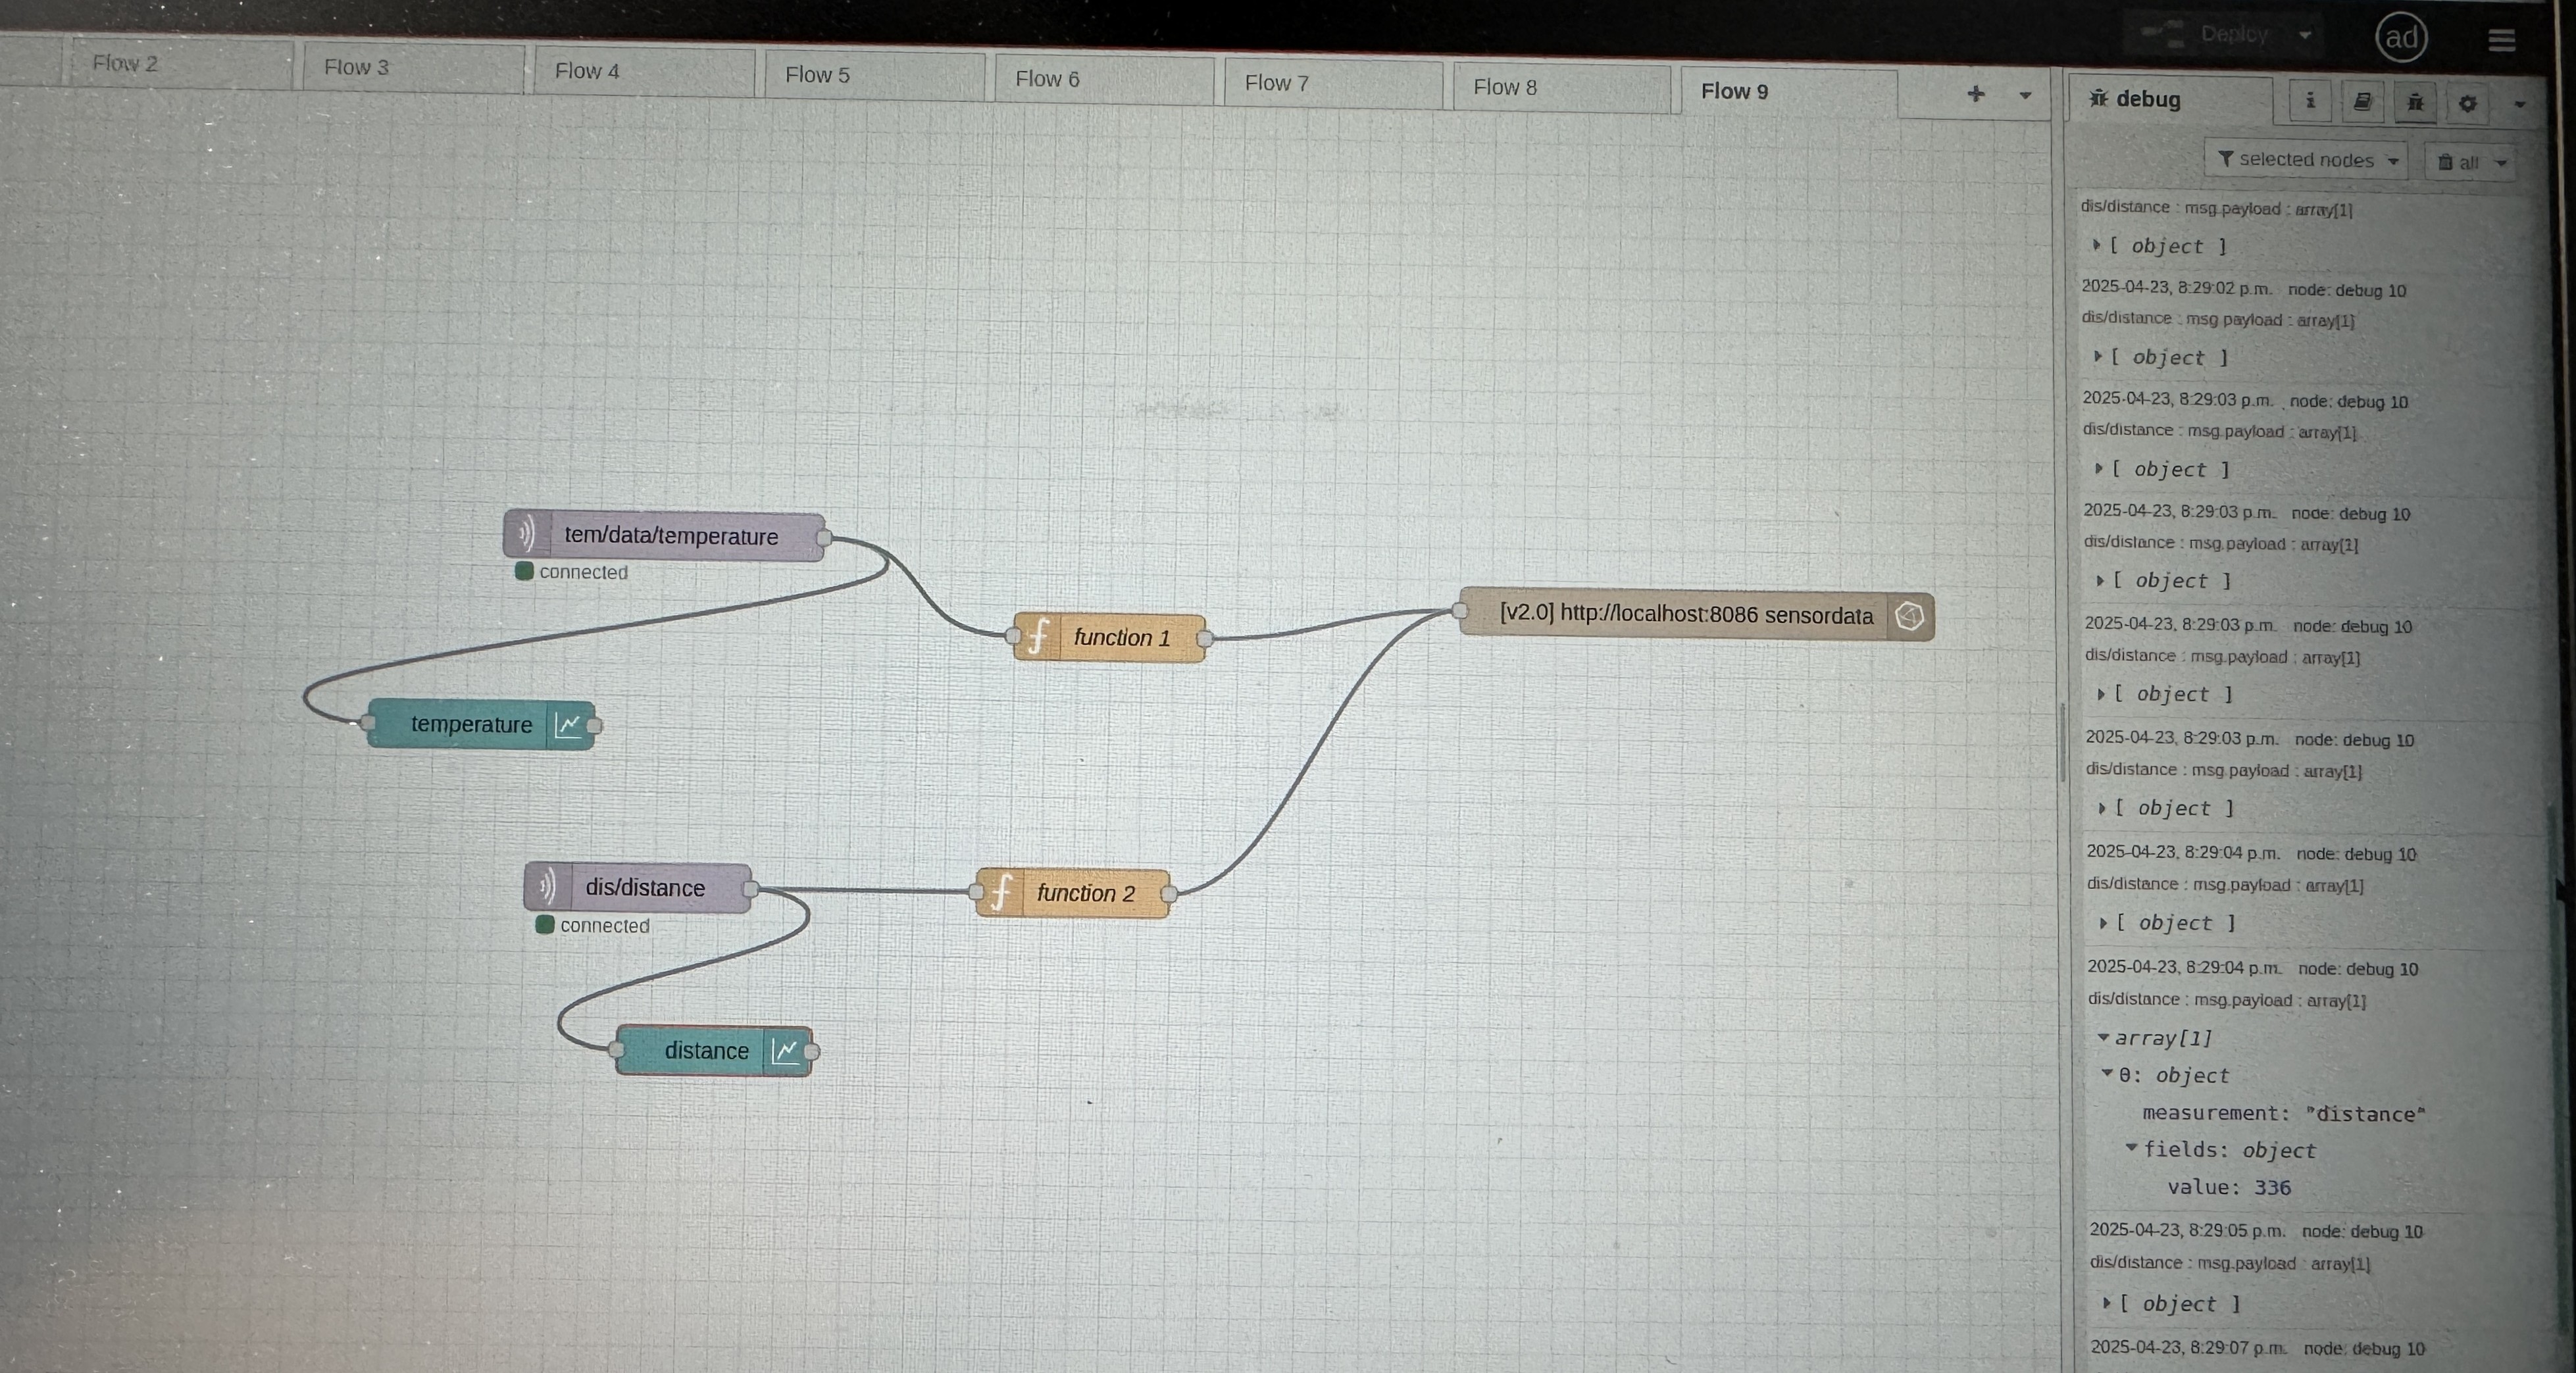 Deploy
ad
Flow 2
Flow 3
Flow 4
Flow 5
Flow 6
Flow 7
Flow 8
Flow 9
debug
selected nodes
all
tem/data/temperature
connected
function 1
[v2.0] http://localhost:8086 sensordata
temperature
dis/distance
connected
function 2
distance
dis/distance : msg.payload : array[1]
[ object ]
2025-04-23, 8:29:02 p.m. node: debug 10
dis/distance : msg.payload : array[1]
[ object ]
2025-04-23, 8:29:03 p.m. node: debug 10
dis/distance : msg.payload : array[1]
[ object ]
2025-04-23, 8:29:03 p.m. node: debug 10
dis/distance : msg.payload : array[1]
[ object ]
2025-04-23, 8:29:03 p.m. node: debug 10
dis/distance : msg.payload : array[1]
[ object ]
2025-04-23, 8:29:03 p.m. node: debug 10
dis/distance : msg.payload : array[1]
[ object ]
2025-04-23, 8:29:04 p.m. node: debug 10
dis/distance : msg.payload : array[1]
[ object ]
2025-04-23, 8:29:04 p.m. node: debug 10
dis/distance : msg.payload : array[1]
array[1]
0: object
measurement: "distance"
fields: object
value: 336
2025-04-23, 8:29:05 p.m. node: debug 10
dis/distance : msg.payload : array[1]
[ object ]
2025-04-23, 8:29:07 p.m. node: debug 10